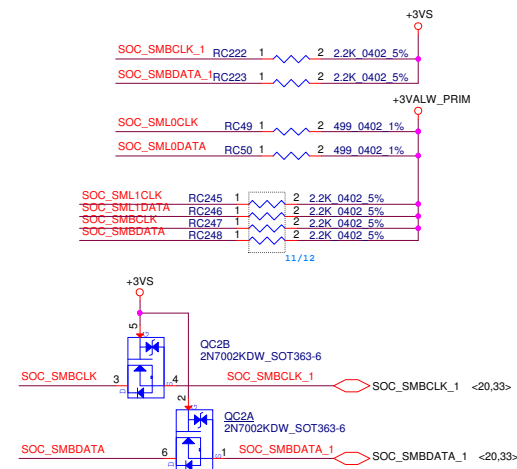 +3VS
SOC_SMBCLK_1 RC222 1 2 2.2K_0402_5%
SOC_SMBDATA_1 RC223 1 2 2.2K_0402_5%
+3VALW_PRIM
SOC_SML0CLK RC49 1 2 499_0402_1%
SOC_SML0DATA RC50 1 2 499_0402_1%
SOC_SML1CLK RC245 1 2 2.2K_0402_5%
SOC_SML1DATA RC246 1 2 2.2K_0402_5%
SOC_SMBCLK RC247 1 2 2.2K_0402_5%
SOC_SMBDATA RC248 1 2 2.2K_0402_5%
11/12
+3VS
5
G
QC2B
2N7002KDW_SOT363-6
SOC_SMBCLK 3 D S 4 SOC_SMBCLK_1 SOC_SMBCLK_1 <20,33>
2
G
QC2A
2N7002KDW_SOT363-6
SOC_SMBDATA 6 D S 1 SOC_SMBDATA_1 SOC_SMBDATA_1 <20,33>